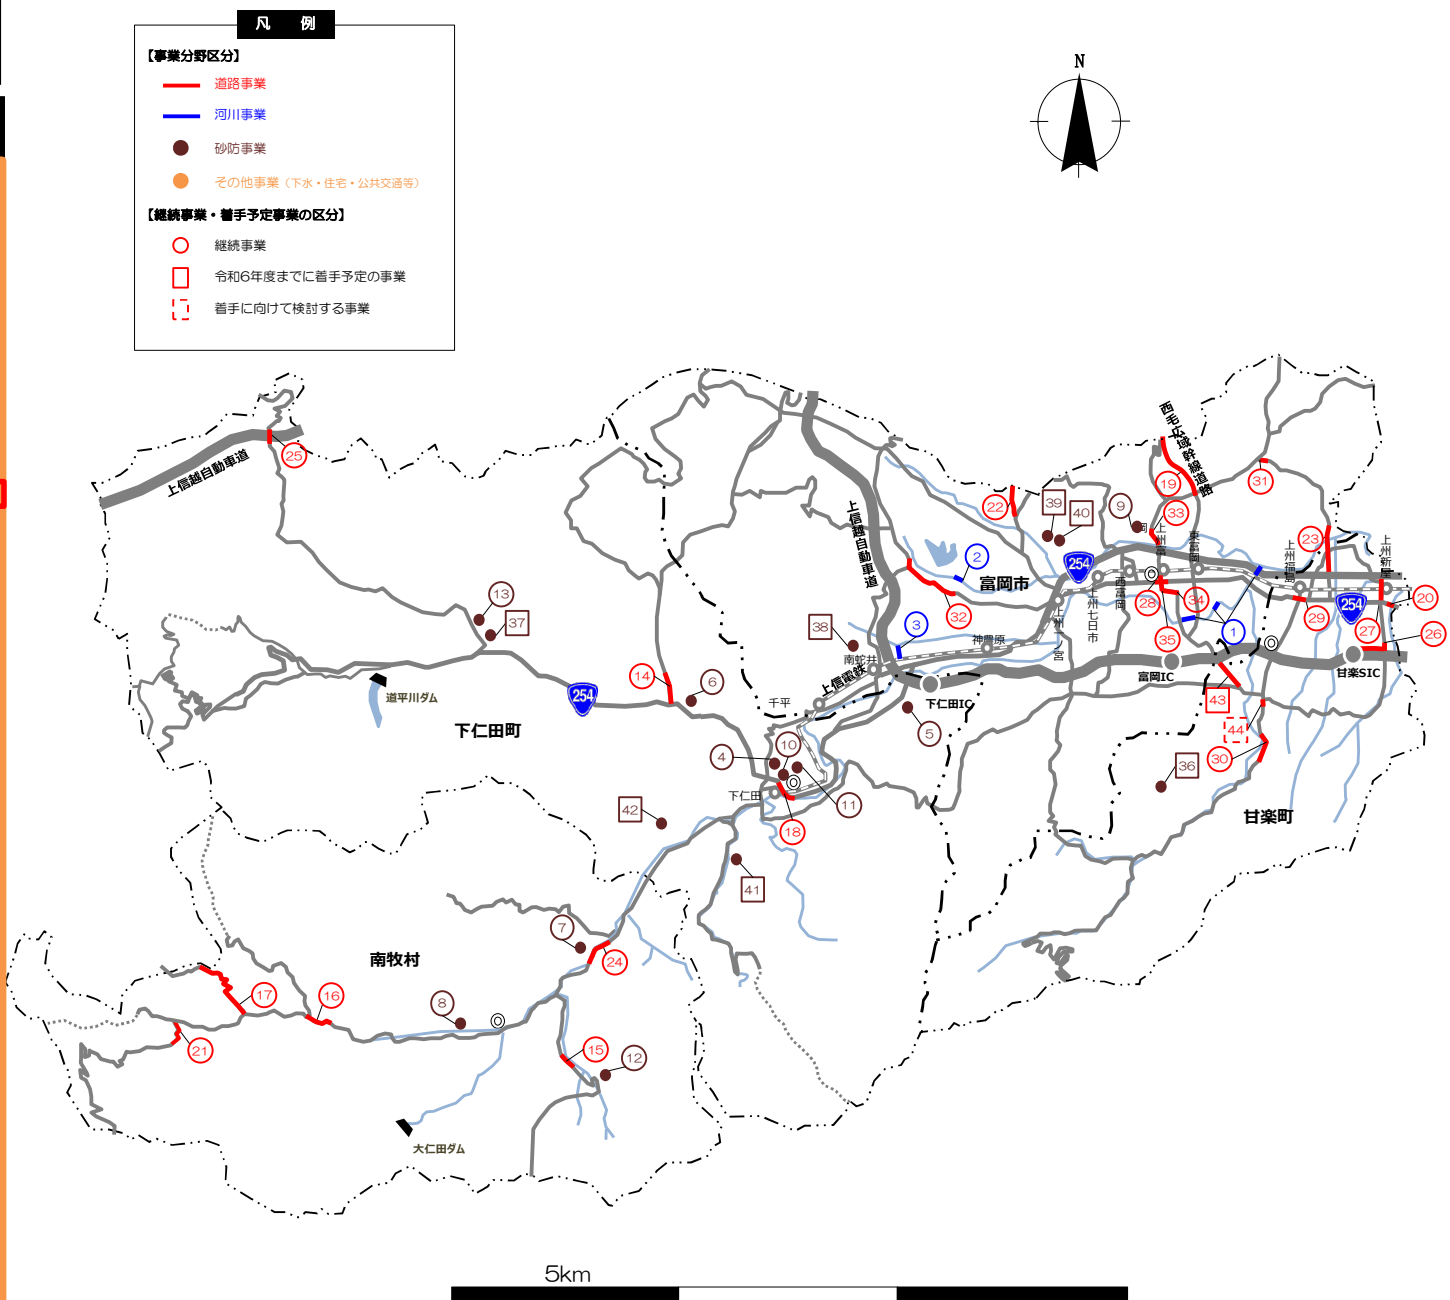 凡　例
【事業分野区分】
道路事業
河川事業
砂防事業
その他事業（下水・住宅・公共交通等）
【継続事業・着手予定事業の区分】
継続事業
令和6年度までに着手予定の事業
着手に向けて検討する事業
N
西毛広域幹線道路
25
上信越自動車道
19
31
22
39
40
9
33
上信越自動車道
岡
上州富
東富岡
23
上州新屋
2
254
上州福島
富岡市
西富岡
13
37
32
上州七日市
28
34
29
254
20
38
3
上州一ノ宮
35
1
27
26
神農原
南蛇井
14
6
上信電鉄
富岡IC
甘楽SIC
道平川ダム
254
千平
下仁田IC
43
下仁田町
5
44
4
10
30
36
下仁田
11
42
18
甘楽町
41
7
南牧村
24
17
16
8
21
15
12
大仁田ダム
5km